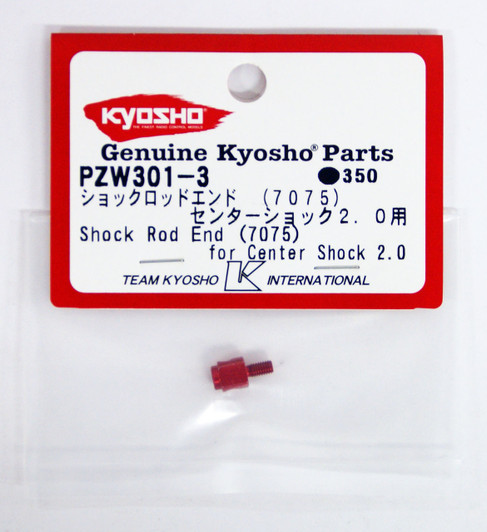 KYOSHO
THE FINEST RADIO CONTROL MODELS
Genuine Kyosho® Parts
PZW301-3 ●350
ショックロッドエンド (7075)
センターショック2.0用
Shock Rod End (7075)
for Center Shock 2.0
TEAM KYOSHO K INTERNATIONAL